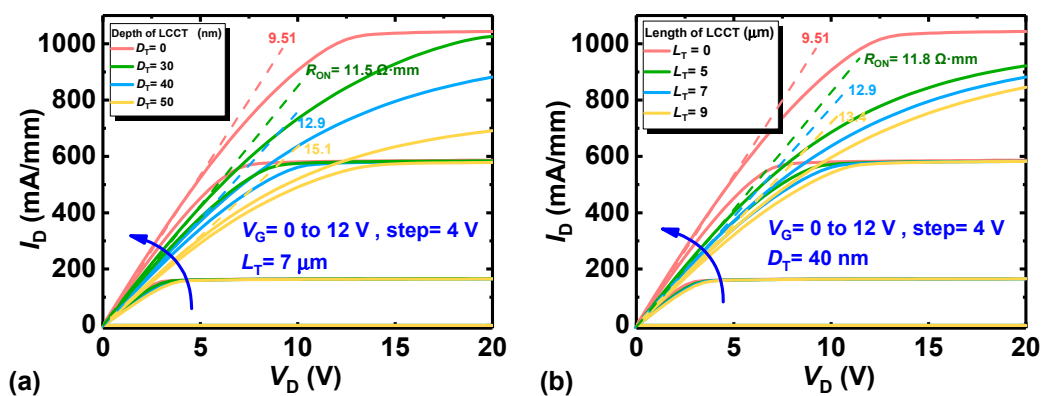 Depth of LCCT (nm)
D_T= 0
D_T= 30
D_T= 40
D_T= 50
9.51
R_ON= 11.5 Ω·mm
12.9
15.1
V_G= 0 to 12 V , step= 4 V
L_T= 7 μm
I_D (mA/mm)
1000
800
600
400
200
0
0 5 10 15 20
V_D (V)
(a)
Length of LCCT (μm)
L_T = 0
L_T = 5
L_T = 7
L_T = 9
9.51
R_ON= 11.8 Ω·mm
12.9
13.4
V_G= 0 to 12 V , step= 4 V
D_T= 40 nm
I_D (mA/mm)
1000
800
600
400
200
0
0 5 10 15 20
V_D (V)
(b)